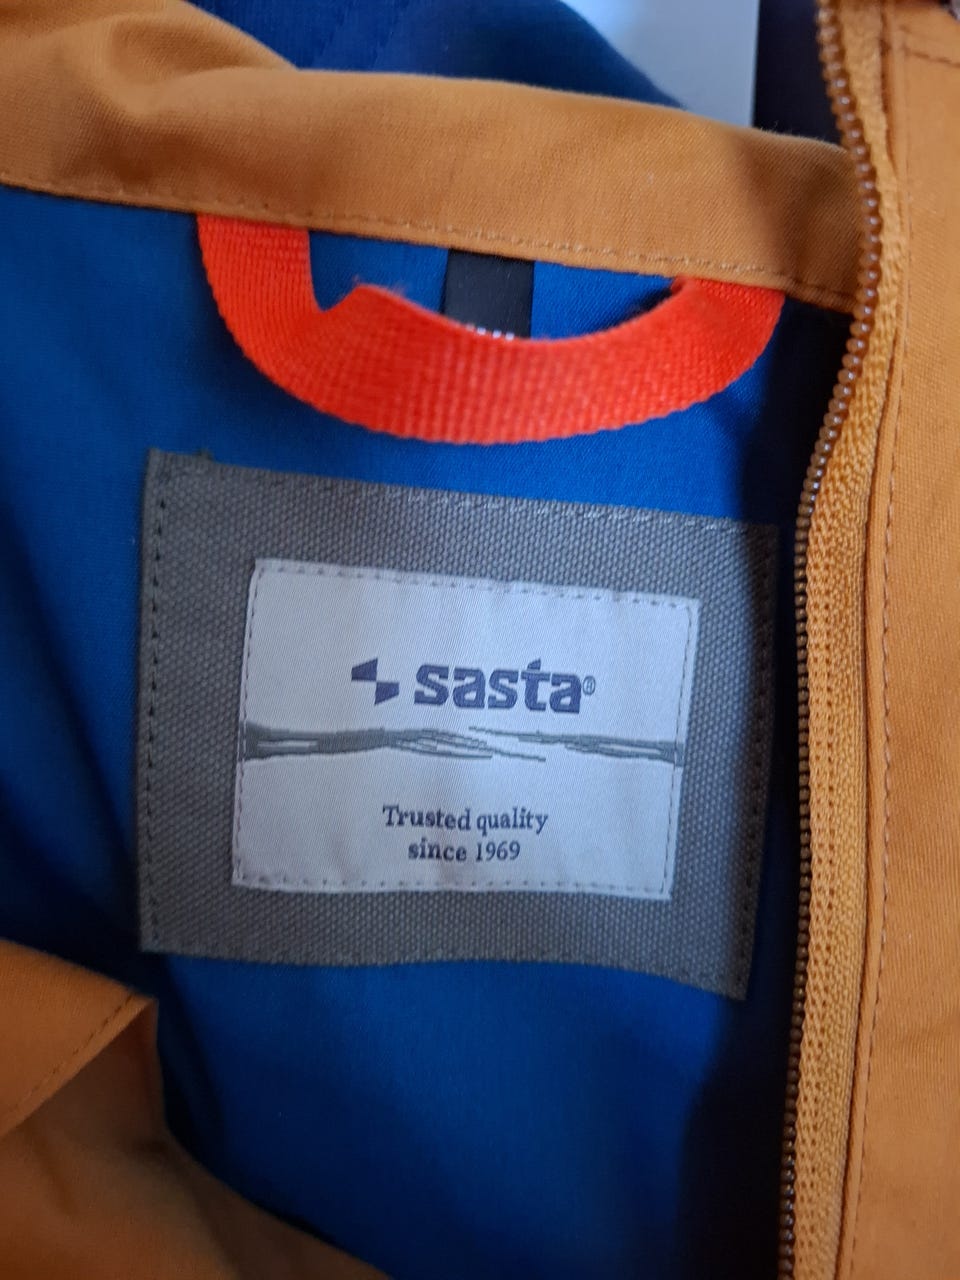 sasta®
Trusted quality
since 1969